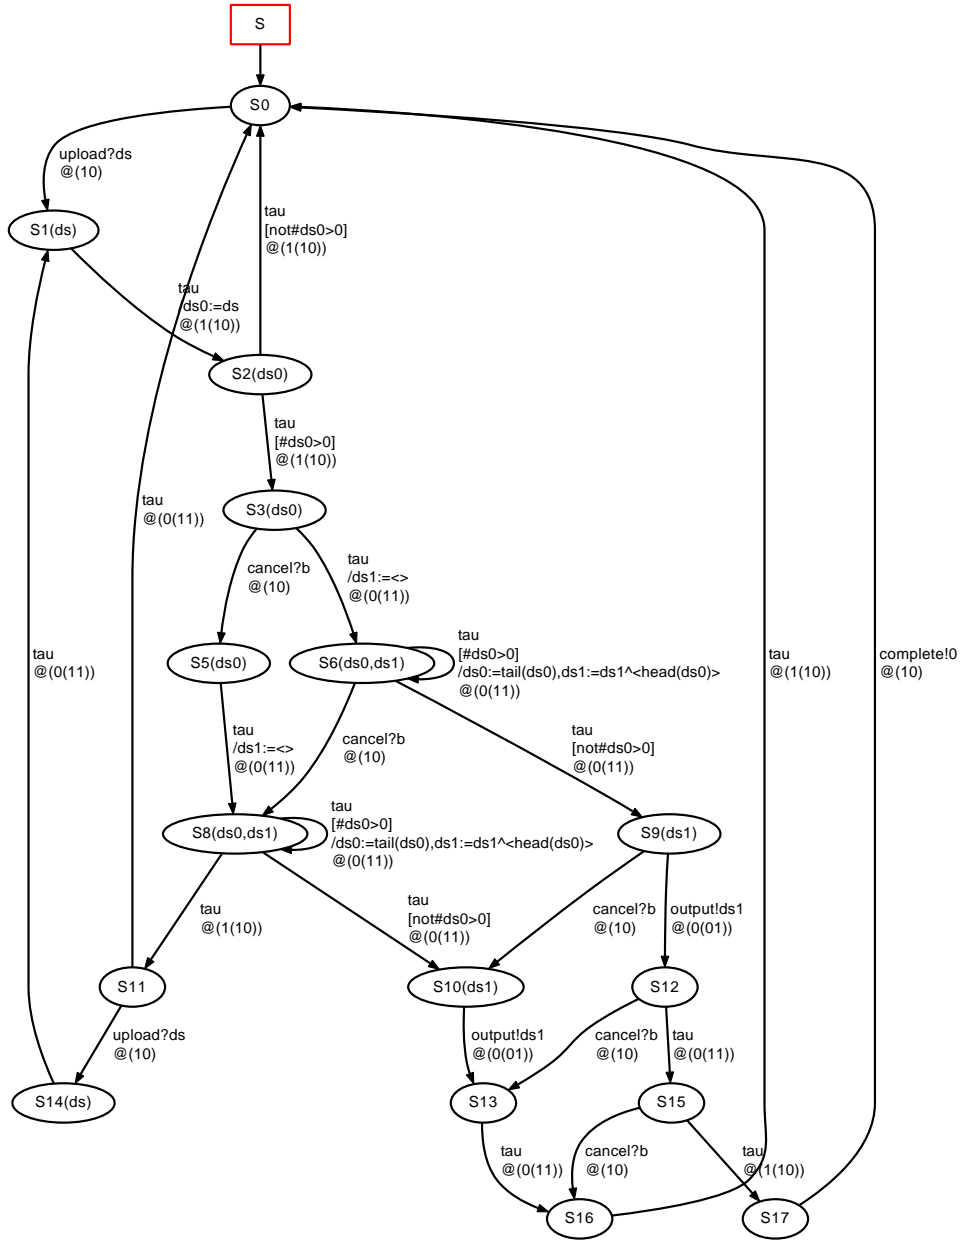 S
S0
upload?ds
@(10)
S1(ds)
tau
[not#ds0>0]
@(1(10))
tau
/ds0:=ds
@(1(10))
S2(ds0)
tau
[#ds0>0]
@(1(10))
tau
@(0(11))
S3(ds0)
cancel?b
@(10)
tau
/ds1:=<>
@(0(11))
S5(ds0)
S6(ds0,ds1)
tau
[#ds0>0]
/ds0:=tail(ds0),ds1:=ds1^<head(ds0)>
@(0(11))
tau
@(0(11))
tau
@(1(10))
complete!0
@(10)
tau
/ds1:=<>
@(0(11))
cancel?b
@(10)
tau
[not#ds0>0]
@(0(11))
S8(ds0,ds1)
tau
[#ds0>0]
/ds0:=tail(ds0),ds1:=ds1^<head(ds0)>
@(0(11))
S9(ds1)
tau
@(1(10))
tau
[not#ds0>0]
@(0(11))
cancel?b
@(10)
output!ds1
@(0(01))
S11
S10(ds1)
S12
upload?ds
@(10)
output!ds1
@(0(01))
cancel?b
@(10)
tau
@(0(11))
S14(ds)
S13
S15
tau
@(0(11))
cancel?b
@(10)
tau
@(1(10))
S16
S17